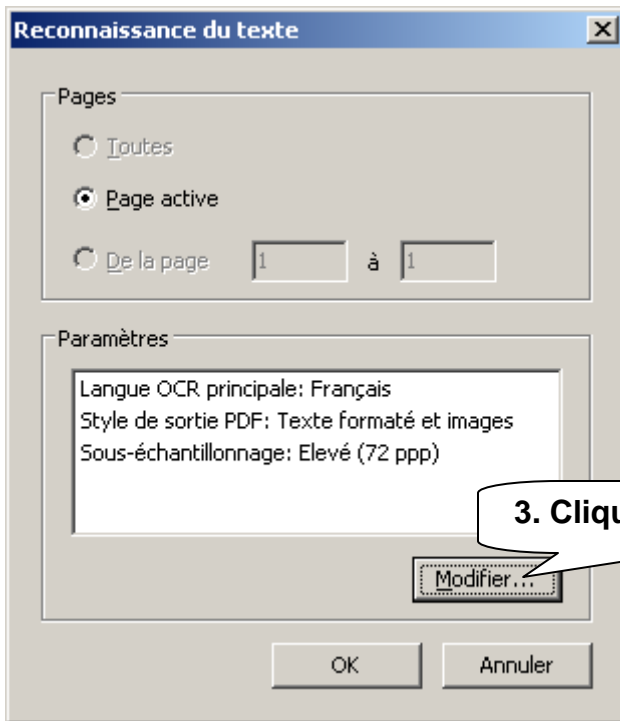 Reconnaissance du texte
Pages
Toutes
Page active
De la page 1 à 1
Paramètres
Langue OCR principale: Français
Style de sortie PDF: Texte formaté et images
Sous-échantillonnage: Elevé (72 ppp)
3. Cliqu
Modifier...
OK Annuler